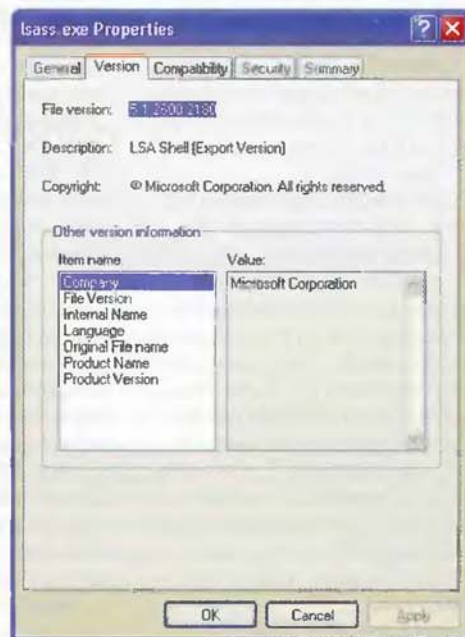 lsass.exe Properties
General Version Compatibility Security Summary
File version: 5.1.2600.2180
Description: LSA Shell (Export Version)
Copyright: © Microsoft Corporation. All rights reserved.
Other version information
Item name: Value:
Company Microsoft Corporation
File Version
Internal Name
Language
Original File name
Product Name
Product Version
OK Cancel Apply